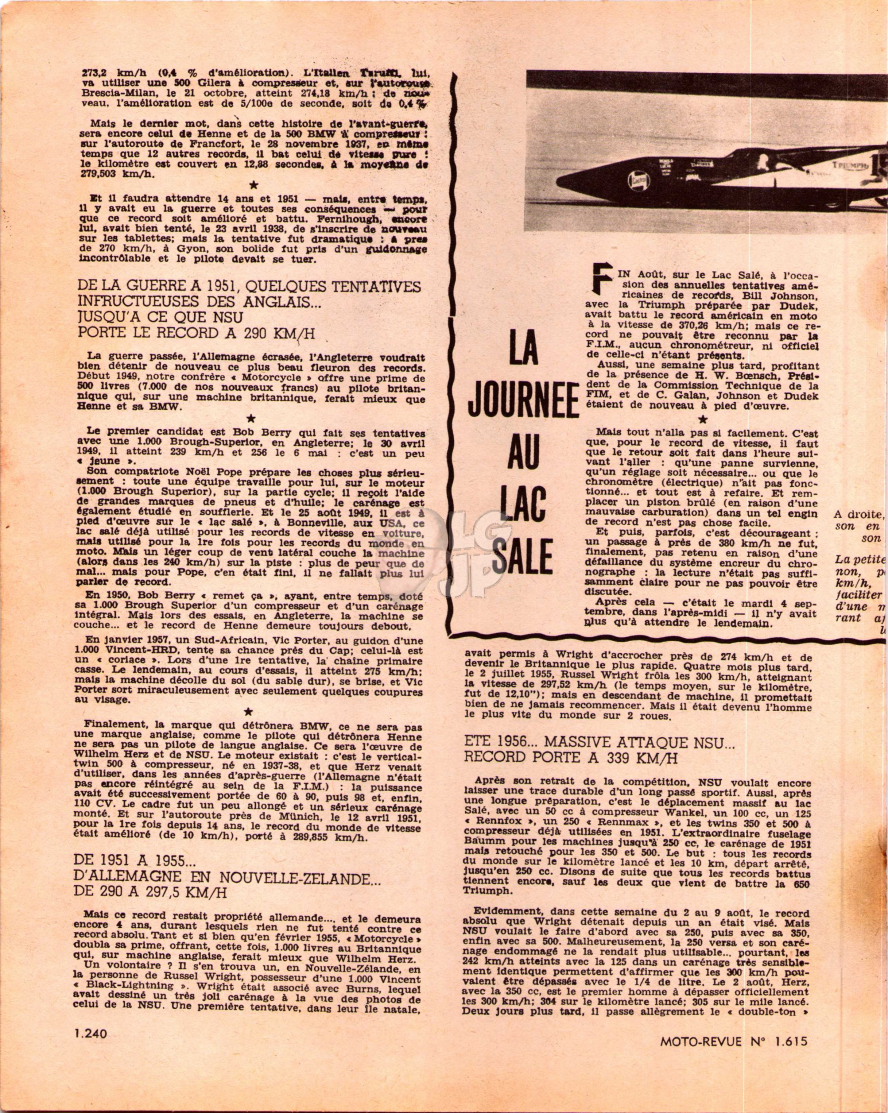 273,2 km/h (0,4 % d'amélioration). L'Italien Taruffi, lui,
va utiliser une 500 Gilera à compresseur et, sur l'autoroute
Brescia-Milan, le 21 octobre, atteint 274,18 km/h ; de nou-
veau, l'amélioration est de 5/100e de seconde, soit de 0,4 %
Mais le dernier mot, dans cette histoire de l'avant-guerre,
sera encore celui de Henne et de la 500 BMW à compresseur :
sur l'autoroute de Francfort, le 28 novembre 1937, en même
temps que 12 autres records, il bat celui de vitesse pure :
le kilomètre est couvert en 12,88 secondes, à la moyenne de
279,503 km/h.
★
Et il faudra attendre 14 ans et 1951 — mais, entre temps,
il y avait eu la guerre et toutes ses conséquences — pour
que ce record soit amélioré et battu. Fernihough, encore
lui, avait bien tenté, le 23 avril 1938, de s'inscrire de nouveau
sur les tablettes; mais la tentative fut dramatique : à près
de 270 km/h, à Gyon, son bolide fut pris d'un guidonnage
incontrôlable et le pilote devait se tuer.
DE LA GUERRE A 1951, QUELQUES TENTATIVES
INFRUCTUEUSES DES ANGLAIS...
JUSQU'A CE QUE NSU
PORTE LE RECORD A 290 KM/H
La guerre passée, l'Allemagne écrasée, l'Angleterre voudrait
bien détenir de nouveau ce plus beau fleuron des records.
Début 1949, notre confrère « Motorcycle » offre une prime de
500 livres (7.000 de nos nouveaux francs) au pilote britan-
nique qui, sur une machine britannique, ferait mieux que
Henne et sa BMW.
★
Le premier candidat est Bob Berry qui fait ses tentatives
avec une 1.000 Brough-Superior, en Angleterre; le 30 avril
1949, il atteint 239 km/h et 256 le 6 mai : c'est un peu
« jeune ».
Son compatriote Noël Pope prépare les choses plus sérieu-
sement : toute une équipe travaille pour lui, sur le moteur
(1.000 Brough Superior), sur la partie cycle; il reçoit l'aide
de grandes marques de pneus et d'huile; le carénage est
également étudié en soufflerie. Et le 25 août 1949, il est à
pied d'œuvre sur le « lac salé », à Bonneville, aux USA, ce
lac salé déjà utilisé pour les records de vitesse en voiture,
mais utilisé pour la 1re fois pour les records du monde en
moto. Mais un léger coup de vent latéral couche la machine
(alors dans les 240 km/h) sur la piste : plus de peur que de
mal... mais pour Pope, c'en était fini, il ne fallait plus lui
parler de record.
En 1950, Bob Berry « remet ça », ayant, entre temps, doté
sa 1.000 Brough Superior d'un compresseur et d'un carénage
intégral. Mais lors des essais, en Angleterre, la machine se
couche... et le record de Henne demeure toujours debout.
En janvier 1957, un Sud-Africain, Vic Porter, au guidon d'une
1.000 Vincent-HRD, tente sa chance près du Cap; celui-là est
un « coriace ». Lors d'une 1re tentative, la chaîne primaire
casse. Le lendemain, au cours d'essais, il atteint 275 km/h;
mais la machine décolle du sol (du sable dur), se brise, et Vic
Porter sort miraculeusement avec seulement quelques coupures
au visage.
★
Finalement, la marque qui détrônera BMW, ce ne sera pas
une marque anglaise, comme le pilote qui détrônera Henne
ne sera pas un pilote de langue anglaise. Ce sera l'œuvre de
Wilhelm Herz et de NSU. Le moteur existait : c'est le vertical-
twin 500 à compresseur, né en 1937-38, et que Herz venait
d'utiliser, dans les années d'après-guerre (l'Allemagne n'était
pas encore réintégré au sein de la F.I.M.) : la puissance
avait été successivement portée de 60 à 90, puis 98 et, enfin,
110 CV. Le cadre fut un peu allongé et un sérieux carénage
monté. Et sur l'autoroute près de Münich, le 12 avril 1951,
pour la 1re fois depuis 14 ans, le record du monde de vitesse
était amélioré (de 10 km/h), porté à 289,855 km/h.
DE 1951 A 1955...
D'ALLEMAGNE EN NOUVELLE-ZELANDE...
DE 290 A 297,5 KM/H
Mais ce record restait propriété allemande..., et le demeura
encore 4 ans, durant lesquels rien ne fut tenté contre ce
record absolu. Tant et si bien qu'en février 1955, « Motorcycle »
doubla sa prime, offrant, cette fois, 1.000 livres au Britannique
qui, sur machine anglaise, ferait mieux que Wilhelm Herz.
Un volontaire ? Il s'en trouva un, en Nouvelle-Zélande, en
la personne de Russel Wright, possesseur d'une 1.000 Vincent
« Black-Lightning ». Wright était associé avec Burns, lequel
avait dessiné un très joli carénage à la vue des photos de
celui de la NSU. Une première tentative, dans leur île natale,
1.240
TRIUMPH
LA
JOURNEE
AU
LAC
SALE
FIN Août, sur le Lac Salé, à l'occa-
sion des annuelles tentatives amé-
ricaines de records, Bill Johnson,
avec la Triumph préparée par Dudek,
avait battu le record américain en moto
à la vitesse de 370,26 km/h; mais ce re-
cord ne pouvait être reconnu par la
F.I.M., aucun chronométreur, ni officiel
de celle-ci n'étant présents.
Aussi, une semaine plus tard, profitant
de la présence de H. W. Bœnsch, Prési-
dent de la Commission Technique de la
FIM, et de C. Galan, Johnson et Dudek
étaient de nouveau à pied d'œuvre.
★
Mais tout n'alla pas si facilement. C'est
que, pour le record de vitesse, il faut
que le retour soit fait dans l'heure sui-
vant l'aller : qu'une panne survienne,
qu'un réglage soit nécessaire... ou que le
chronomètre (électrique) n'ait pas fonc-
tionné... et tout est à refaire. Et rem-
placer un piston brûlé (en raison d'une
mauvaise carburation) dans un tel engin
de record n'est pas chose facile.
Et puis, parfois, c'est décourageant :
un passage à près de 380 km/h ne fut,
finalement, pas retenu en raison d'une
défaillance du système encreur du chro-
nographe : la lecture n'était pas suffi-
samment claire pour ne pas pouvoir être
discutée.
Après cela — c'était le mardi 4 sep-
tembre, dans l'après-midi — il n'y avait
plus qu'à attendre le lendemain.
A droite,
son en
son
La petite
non, p
km/h,
faciliter
d'une m
rant aj
l
avait permis à Wright d'accrocher près de 274 km/h et de
devenir le Britannique le plus rapide. Quatre mois plus tard,
le 2 juillet 1955, Russel Wright frôla les 300 km/h, atteignant
la vitesse de 297,52 km/h (le temps moyen, sur le kilomètre,
fut de 12,10"); mais en descendant de machine, il promettait
bien de ne jamais recommencer. Mais il était devenu l'homme
le plus vite du monde sur 2 roues.
ETE 1956... MASSIVE ATTAQUE NSU...
RECORD PORTE A 339 KM/H
Après son retrait de la compétition, NSU voulait encore
laisser une trace durable d'un long passé sportif. Aussi, après
une longue préparation, c'est le déplacement massif au lac
Salé, avec un 50 cc à compresseur Wankel, un 100 cc, un 125
« Rennfox », un 250 « Rennmax », et les twins 350 et 500 à
compresseur déjà utilisées en 1951. L'extraordinaire fuselage
Baümm pour les machines jusqu'à 250 cc, le carénage de 1951
mais retouché pour les 350 et 500. Le but : tous les records
du monde sur le kilomètre lancé et les 10 km, départ arrêté,
jusqu'en 250 cc. Disons de suite que tous les records battus
tiennent encore, sauf les deux que vient de battre la 650
Triumph.
Evidemment, dans cette semaine du 2 au 9 août, le record
absolu que Wright détenait depuis un an était visé. Mais
NSU voulait le faire d'abord avec sa 250, puis avec sa 350,
enfin avec sa 500. Malheureusement, la 250 versa et son caré-
nage endommagé ne la rendait plus utilisable... pourtant, les
242 km/h atteints avec la 125 dans un carénage très sensible-
ment identique permettent d'affirmer que les 300 km/h pou-
vaient être dépassés avec le 1/4 de litre. Le 2 août, Herz,
avec la 350 cc, est le premier homme à dépasser officiellement
les 300 km/h; 304 sur le kilomètre lancé; 305 sur le mile lancé.
Deux jours plus tard, il passe allègrement le « double-ton »
MOTO-REVUE N° 1.615